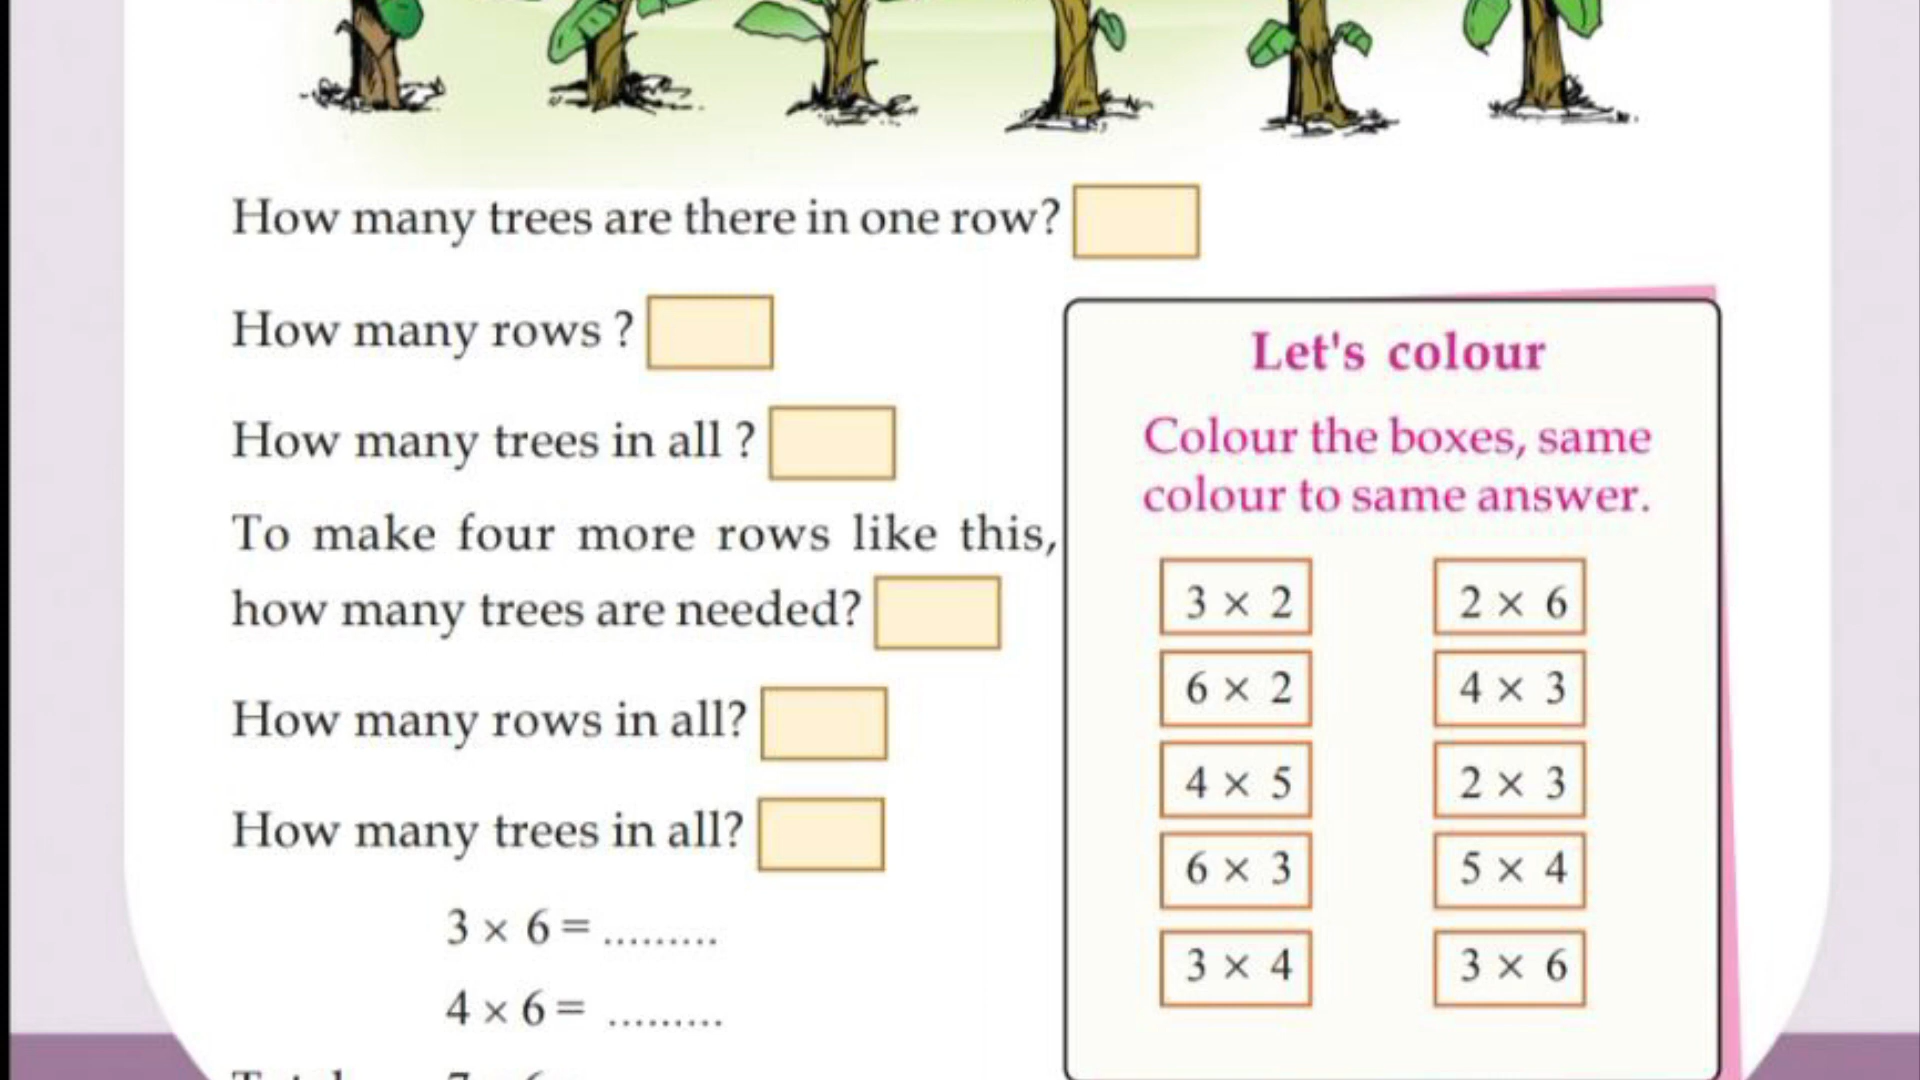 How many trees are there in one row?
How many rows ?
How many trees in all ?
To make four more rows like this,
how many trees are needed?
How many rows in all?
How many trees in all?
3 × 6 = .........
4 × 6 = .........
Let's colour
Colour the boxes, same
colour to same answer.
3 × 2
2 × 6
6 × 2
4 × 3
4 × 5
2 × 3
6 × 3
5 × 4
3 × 4
3 × 6